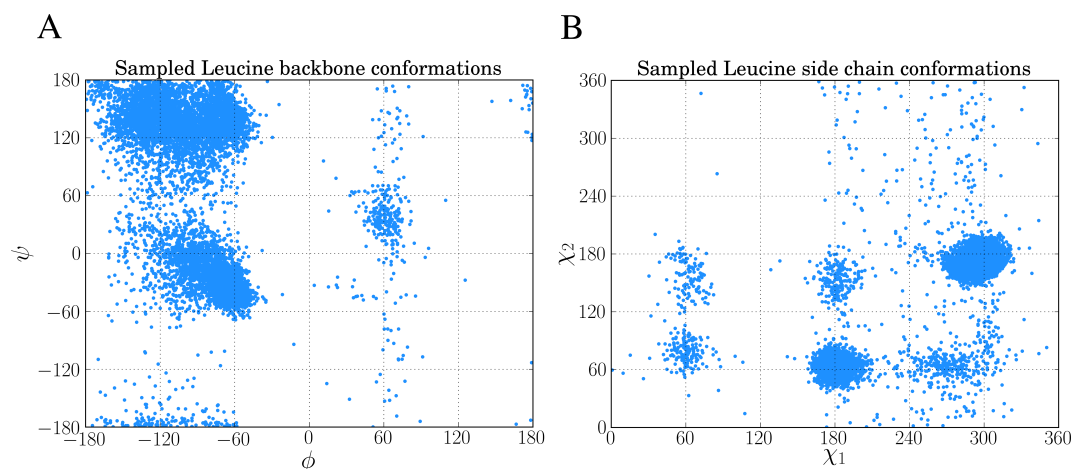 A
B
Sampled Leucine backbone conformations
180
120
60
0
−60
−120
−180
ψ
−180 −120 −60 0 60 120 180
ϕ
Sampled Leucine side chain conformations
360
300
240
180
120
60
0
χ2
0 60 120 180 240 300 360
χ1